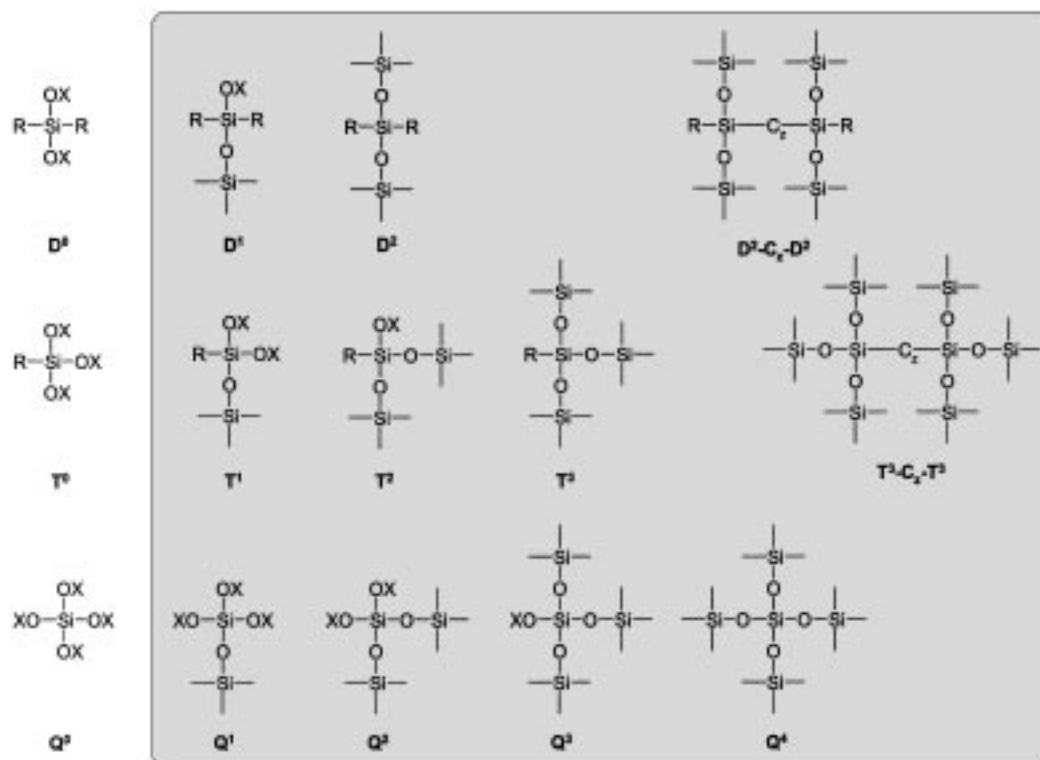 Si Si Si
OX OX O O O
R–Si–R R–Si–R R–Si–R R–Si–C_z–Si–R
OX O O O O
Si Si Si Si
D⁰ D¹ D² D²-C_z-D²
Si Si Si
OX OX OX O O O
R–Si–OX R–Si–OX R–Si–O–Si R–Si–O–Si Si–O–Si–C_z–Si–O–Si
OX O O O O O
Si Si Si Si Si
T⁰ T¹ T² T³ T³-C_z-T³
Si Si
OX OX OX O O
XO–Si–OX XO–Si–OX XO–Si–O–Si XO–Si–O–Si Si–O–Si–O–Si
OX O O O O
Si Si Si Si
Q⁰ Q¹ Q² Q³ Q⁴